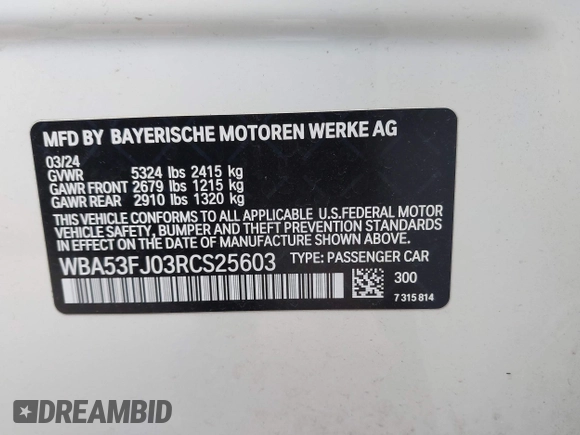 MFD BY BAYERISCHE MOTOREN WERKE AG
03/24
GVWR 5324 lbs 2415 kg
GAWR FRONT 2679 lbs 1215 kg
GAWR REAR 2910 lbs 1320 kg
THIS VEHICLE CONFORMS TO ALL APPLICABLE U.S.FEDERAL MOTOR
VEHICLE SAFETY, BUMPER AND THEFT PREVENTION STANDARDS
IN EFFECT ON THE DATE OF MANUFACTURE SHOWN ABOVE.
WBA53FJ03RCS25603 TYPE: PASSENGER CAR
300
7 315 814
DREAMBID